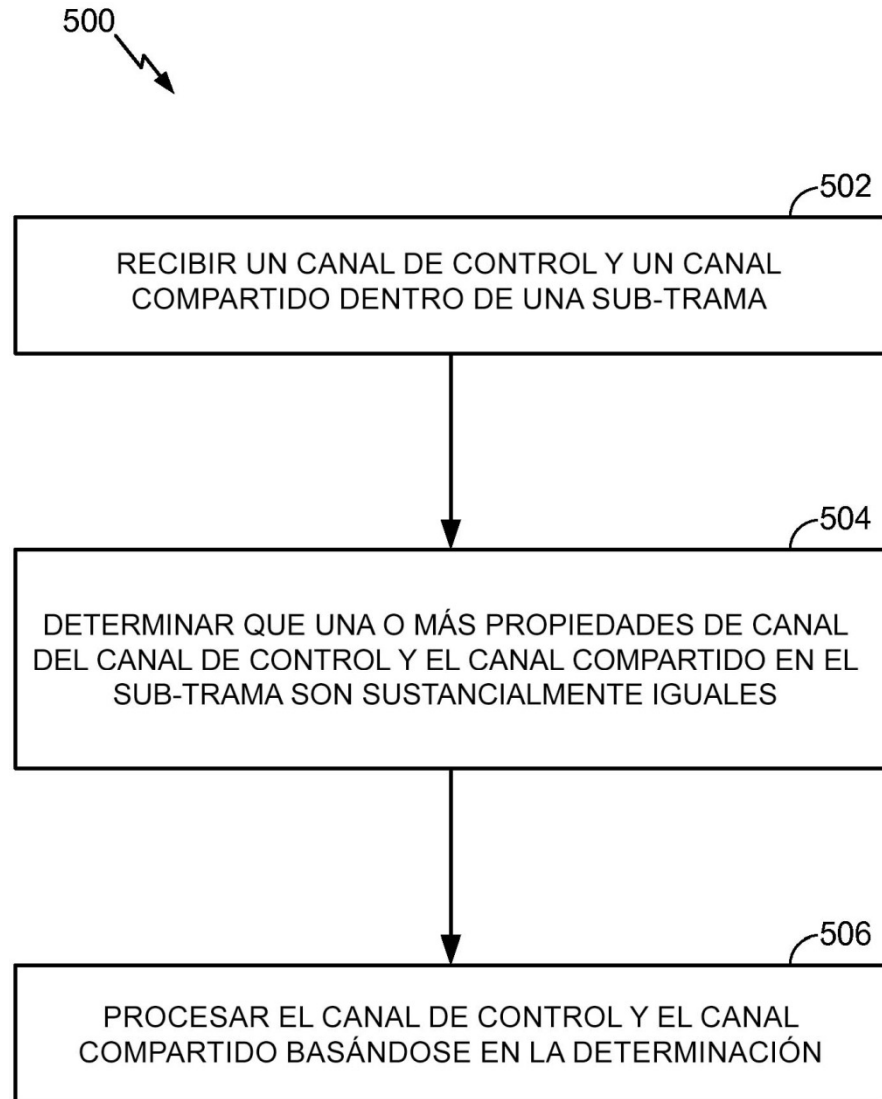 500
502
RECIBIR UN CANAL DE CONTROL Y UN CANAL
COMPARTIDO DENTRO DE UNA SUB-TRAMA
504
DETERMINAR QUE UNA O MÁS PROPIEDADES DE CANAL
DEL CANAL DE CONTROL Y EL CANAL COMPARTIDO EN EL
SUB-TRAMA SON SUSTANCIALMENTE IGUALES
506
PROCESAR EL CANAL DE CONTROL Y EL CANAL
COMPARTIDO BASÁNDOSE EN LA DETERMINACIÓN